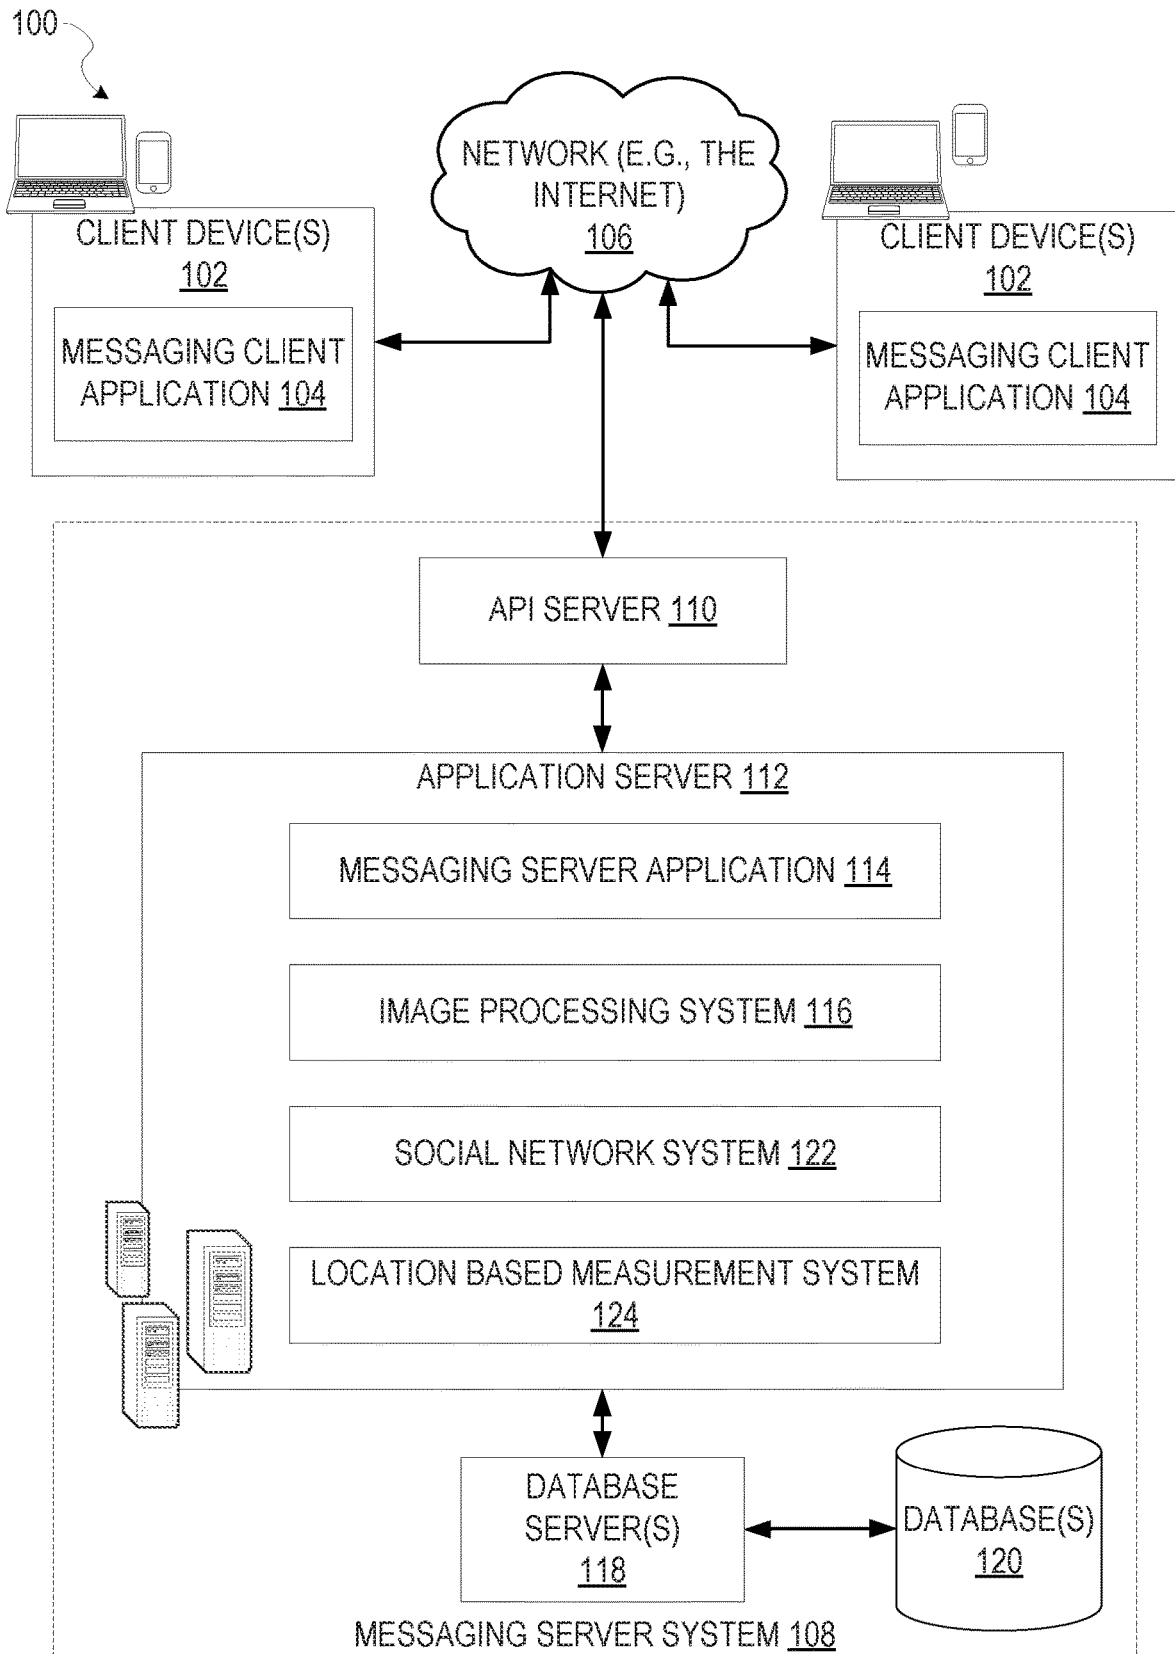 100
NETWORK (E.G., THE
INTERNET)
106
CLIENT DEVICE(S)
102
MESSAGING CLIENT
APPLICATION 104
CLIENT DEVICE(S)
102
MESSAGING CLIENT
APPLICATION 104
API SERVER 110
APPLICATION SERVER 112
MESSAGING SERVER APPLICATION 114
IMAGE PROCESSING SYSTEM 116
SOCIAL NETWORK SYSTEM 122
LOCATION BASED MEASUREMENT SYSTEM
124
DATABASE
SERVER(S)
118
DATABASE(S)
120
MESSAGING SERVER SYSTEM 108